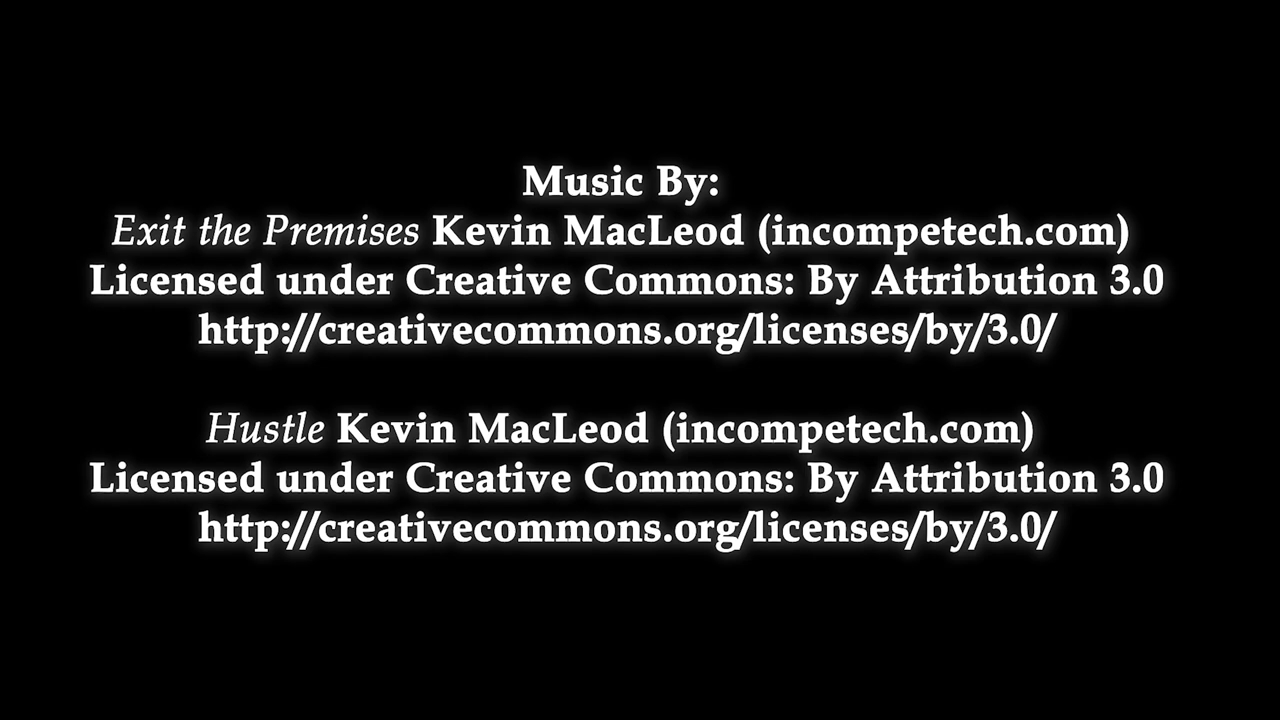 Music By:
Exit the Premises Kevin MacLeod (incompetech.com)
Licensed under Creative Commons: By Attribution 3.0
http://creativecommons.org/licenses/by/3.0/
Hustle Kevin MacLeod (incompetech.com)
Licensed under Creative Commons: By Attribution 3.0
http://creativecommons.org/licenses/by/3.0/